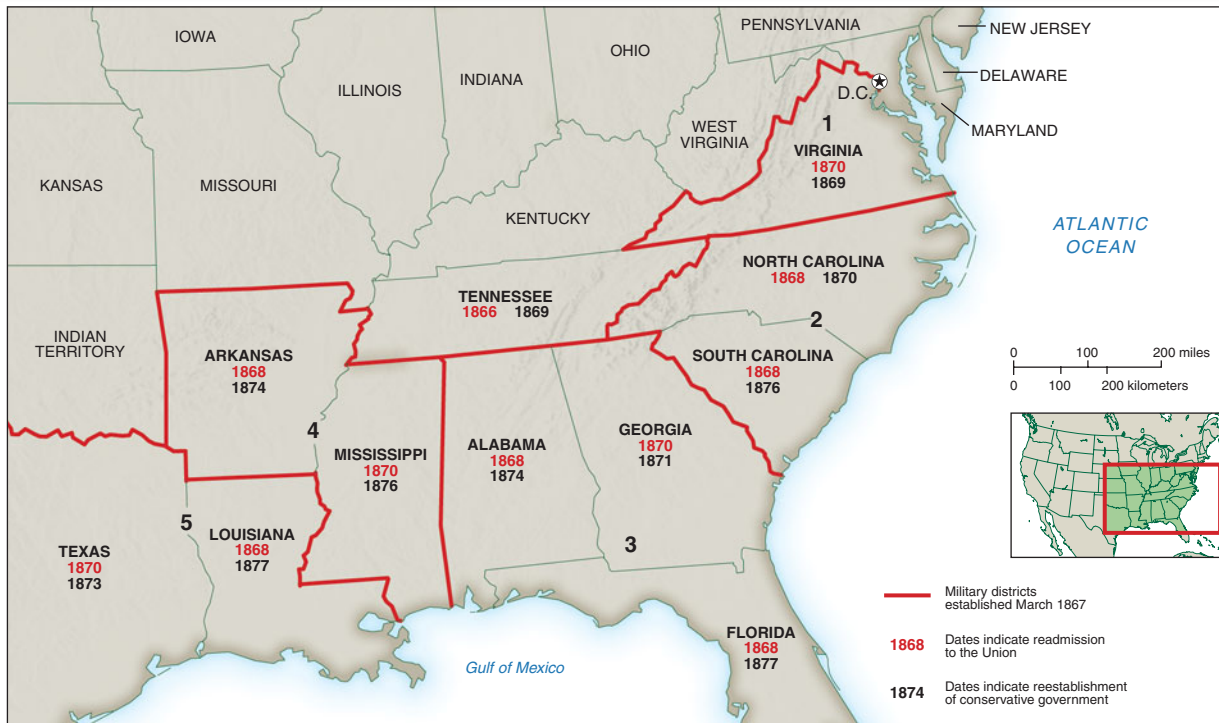 IOWA
ILLINOIS
INDIANA
OHIO
PENNSYLVANIA
NEW JERSEY
DELAWARE
MARYLAND
D.C.
WEST
VIRGINIA
1
VIRGINIA
1870
1869
KANSAS
MISSOURI
KENTUCKY
ATLANTIC
OCEAN
NORTH CAROLINA
1868 1870
TENNESSEE
1866 1869
2
INDIAN
TERRITORY
ARKANSAS
1868
1874
SOUTH CAROLINA
1868
1876
0 100 200 miles
0 100 200 kilometers
4
MISSISSIPPI
1870
1876
ALABAMA
1868
1874
GEORGIA
1870
1871
5
LOUISIANA
1868
1877
TEXAS
1870
1873
3
FLORIDA
1868
1877
Gulf of Mexico
Military districts
established March 1867
1868 Dates indicate readmission
to the Union
1874 Dates indicate reestablishment
of conservative government